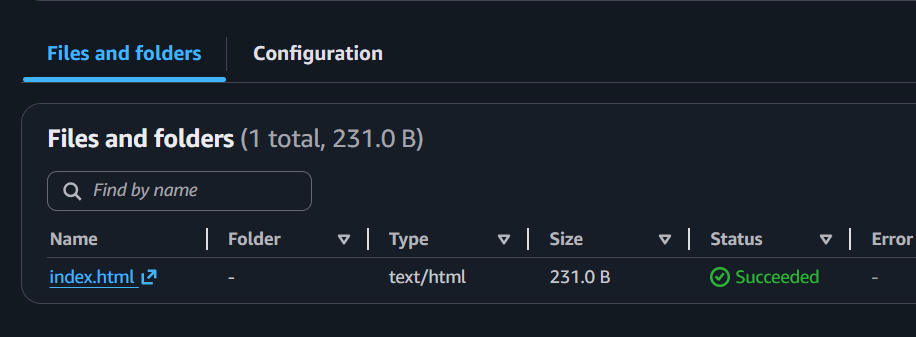 Files and folders Configuration
Files and folders (1 total, 231.0 B)
Find by name
Name Folder Type Size Status Error
index.html - text/html 231.0 B Succeeded -